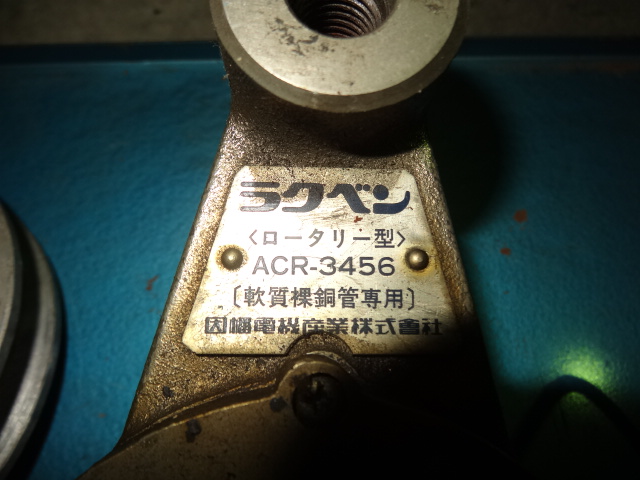 ラクベン
〈ロータリー型〉
ACR-3456
〔軟質裸銅管専用〕
因幡電機産業株式會社